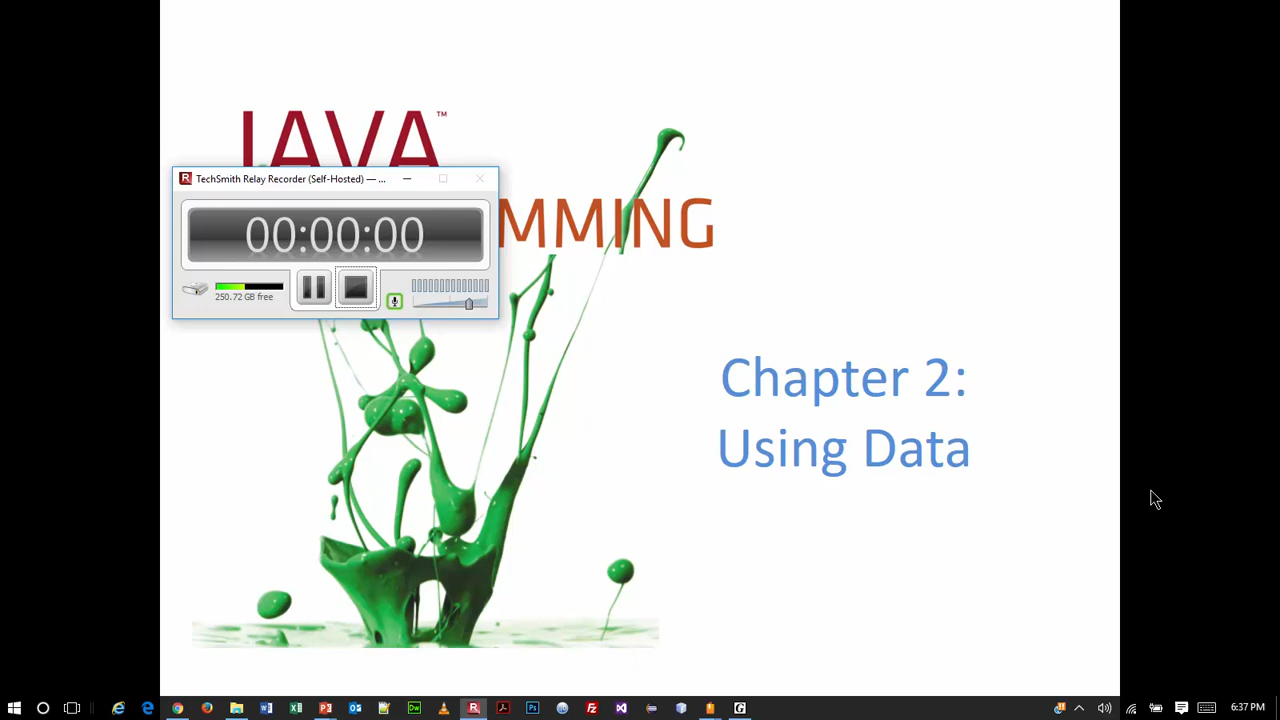 JAVA™
TechSmith Relay Recorder (Self-Hosted) — ...
00:00:00
MMING
250.72 GB free
Chapter 2:
Using Data
6:37 PM